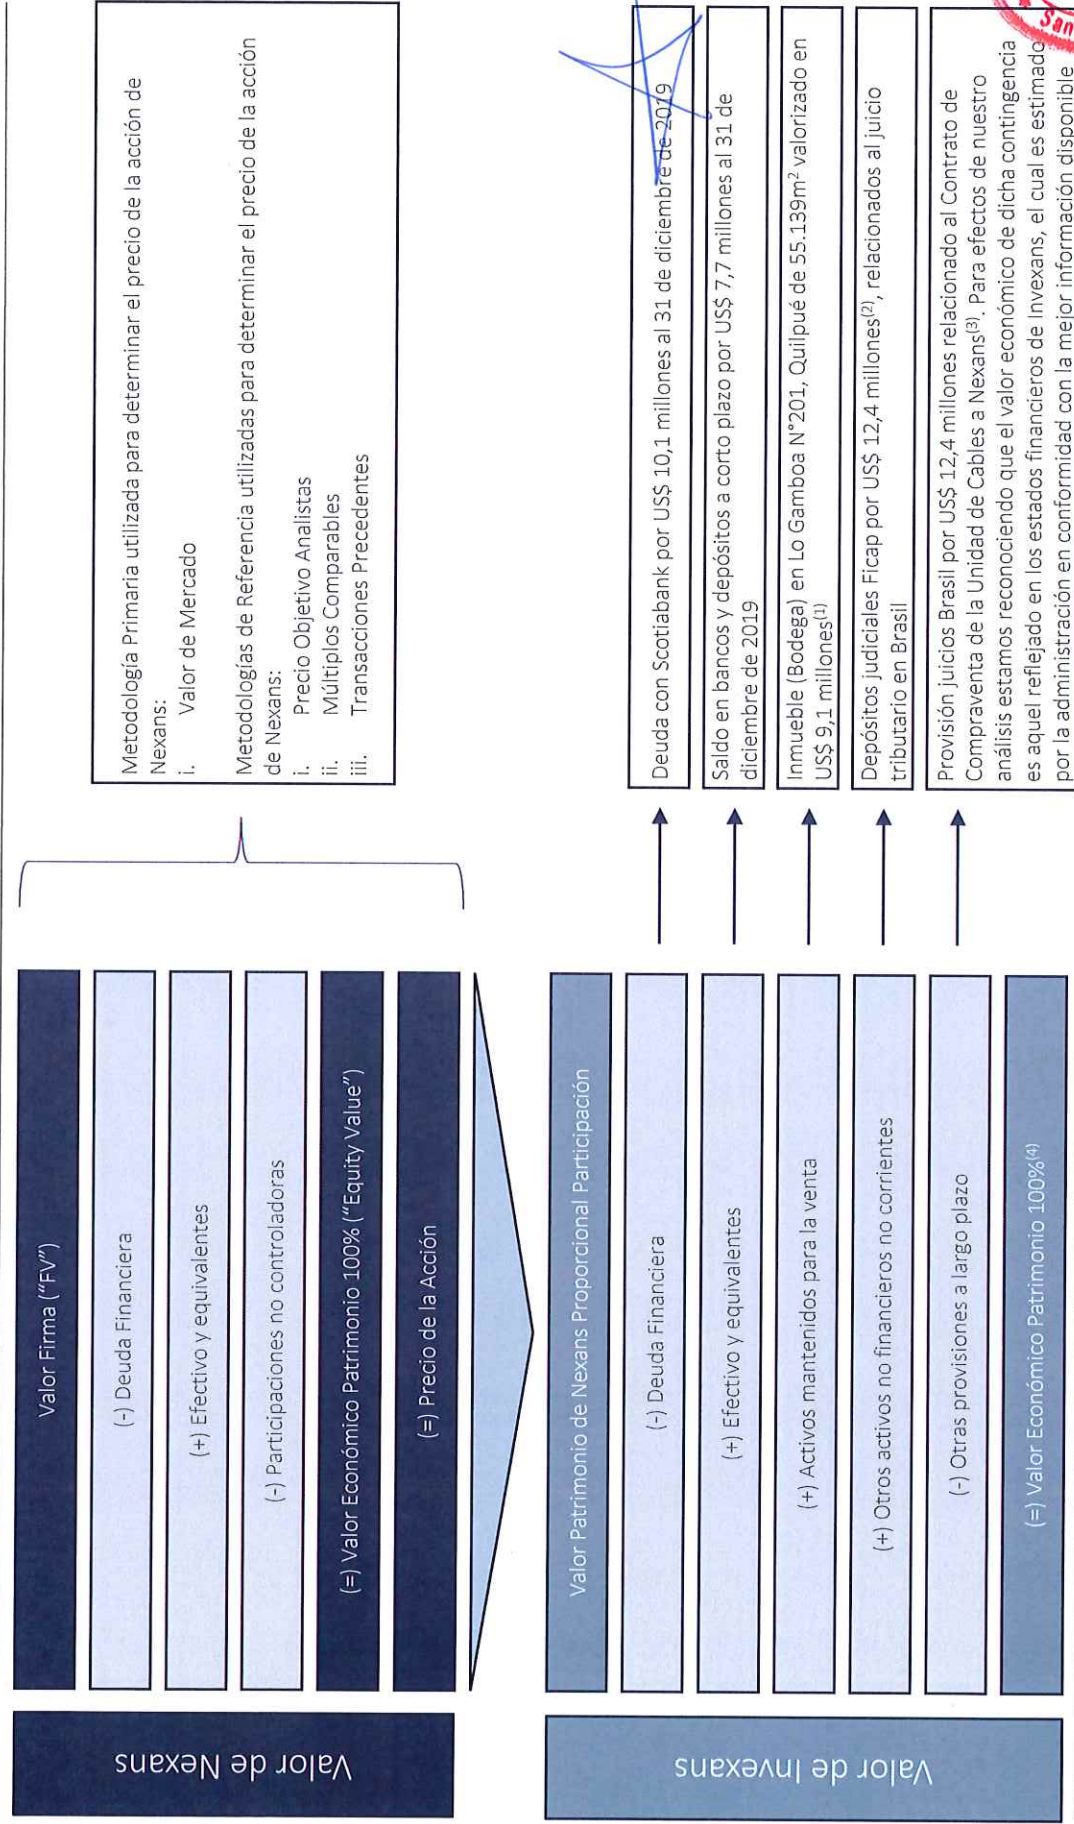 Valor de Nexans
Valor Firma ("FV")
(-) Deuda Financiera
(+) Efectivo y equivalentes
(-) Participaciones no controladoras
(=) Valor Económico Patrimonio 100% ("Equity Value")
(=) Precio de la Acción
Metodología Primaria utilizada para determinar el precio de la acción de
Nexans:
i. Valor de Mercado
Metodologías de Referencia utilizadas para determinar el precio de la acción
de Nexans:
i. Precio Objetivo Analistas
ii. Múltiplos Comparables
iii. Transacciones Precedentes
Valor de Invexans
Valor Patrimonio de Nexans Proporcional Participación
(-) Deuda Financiera
Deuda con Scotiabank por US$ 10,1 millones al 31 de diciembre de 2019
(+) Efectivo y equivalentes
Saldo en bancos y depósitos a corto plazo por US$ 7,7 millones al 31 de
diciembre de 2019
(+) Activos mantenidos para la venta
Inmueble (Bodega) en Lo Gamboa N°201, Quilpué de 55.139m² valorizado en
US$ 9,1 millones⁽¹⁾
(+) Otros activos no financieros no corrientes
Depósitos judiciales Ficap por US$ 12,4 millones⁽²⁾, relacionados al juicio
tributario en Brasil
(-) Otras provisiones a largo plazo
Provisión juicios Brasil por US$ 12,4 millones relacionado al Contrato de
Compraventa de la Unidad de Cables a Nexans⁽³⁾. Para efectos de nuestro
análisis estamos reconociendo que el valor económico de dicha contingencia
es aquel reflejado en los estados financieros de Invexans, el cual es estimado
por la administración en conformidad con la mejor información disponible
(=) Valor Económico Patrimonio 100%⁽⁴⁾
San